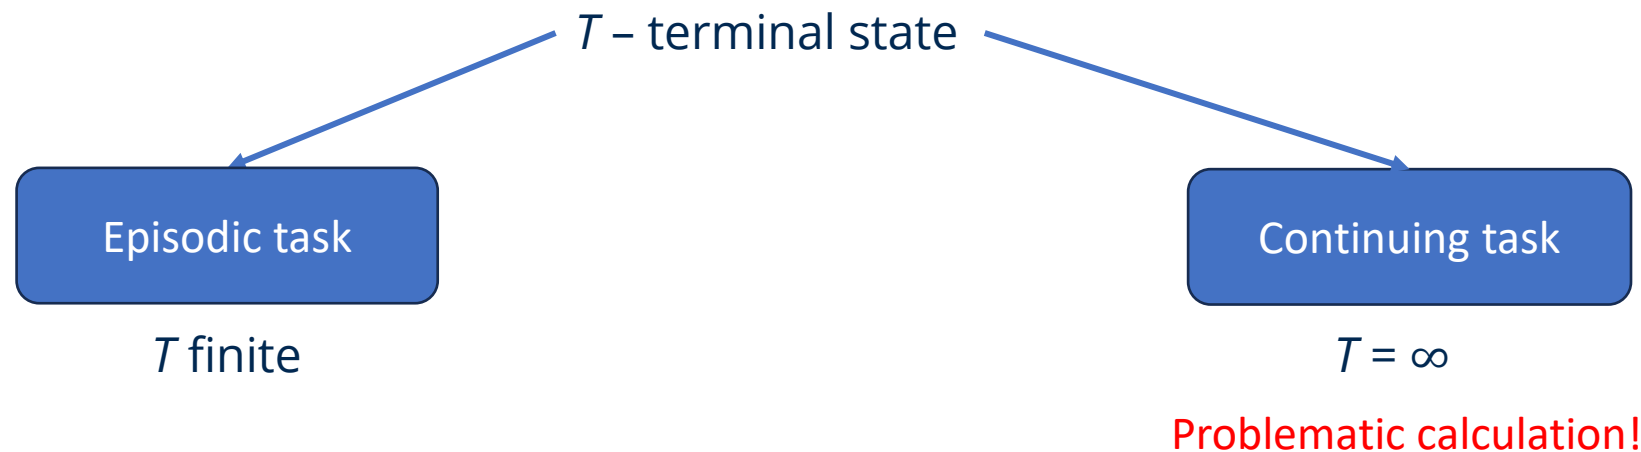 T – terminal state
Episodic task
Continuing task
T finite
T = ∞
Problematic calculation!